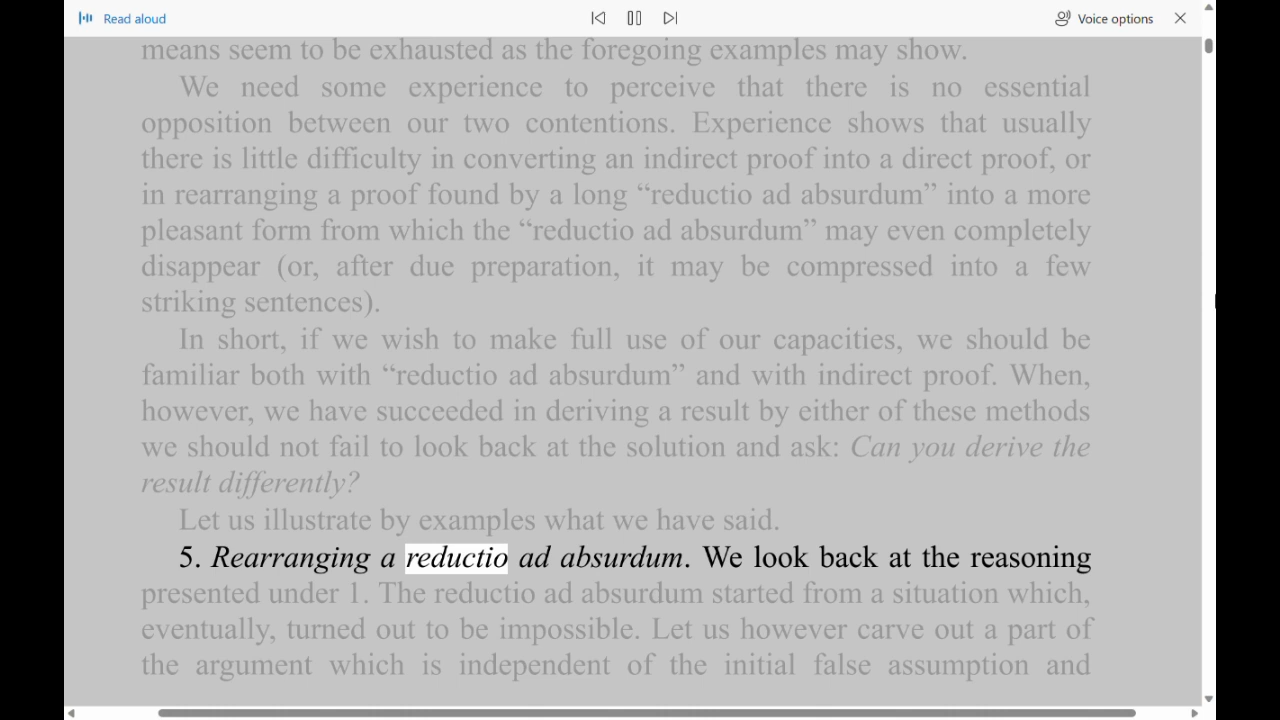 Read aloud
Voice options
means seem to be exhausted as the foregoing examples may show.
We need some experience to perceive that there is no essential
opposition between our two contentions. Experience shows that usually
there is little difficulty in converting an indirect proof into a direct proof, or
in rearranging a proof found by a long “reductio ad absurdum” into a more
pleasant form from which the “reductio ad absurdum” may even completely
disappear (or, after due preparation, it may be compressed into a few
striking sentences).
In short, if we wish to make full use of our capacities, we should be
familiar both with “reductio ad absurdum” and with indirect proof. When,
however, we have succeeded in deriving a result by either of these methods
we should not fail to look back at the solution and ask: Can you derive the
result differently?
Let us illustrate by examples what we have said.
5. Rearranging a reductio ad absurdum. We look back at the reasoning
presented under 1. The reductio ad absurdum started from a situation which,
eventually, turned out to be impossible. Let us however carve out a part of
the argument which is independent of the initial false assumption and